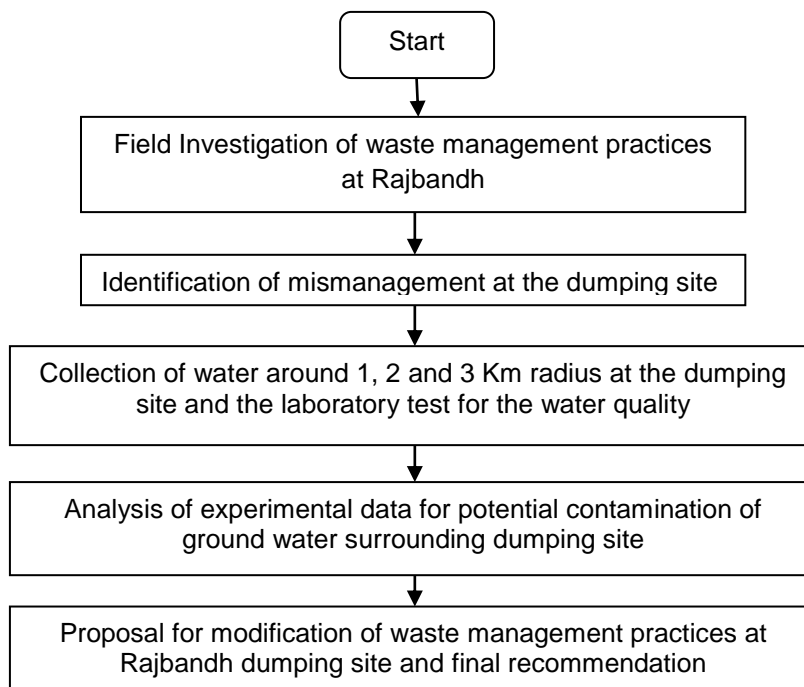 Start
Field Investigation of waste management practices
at Rajbandh
Identification of mismanagement at the dumping site
Collection of water around 1, 2 and 3 Km radius at the dumping
site and the laboratory test for the water quality
Analysis of experimental data for potential contamination of
ground water surrounding dumping site
Proposal for modification of waste management practices at
Rajbandh dumping site and final recommendation